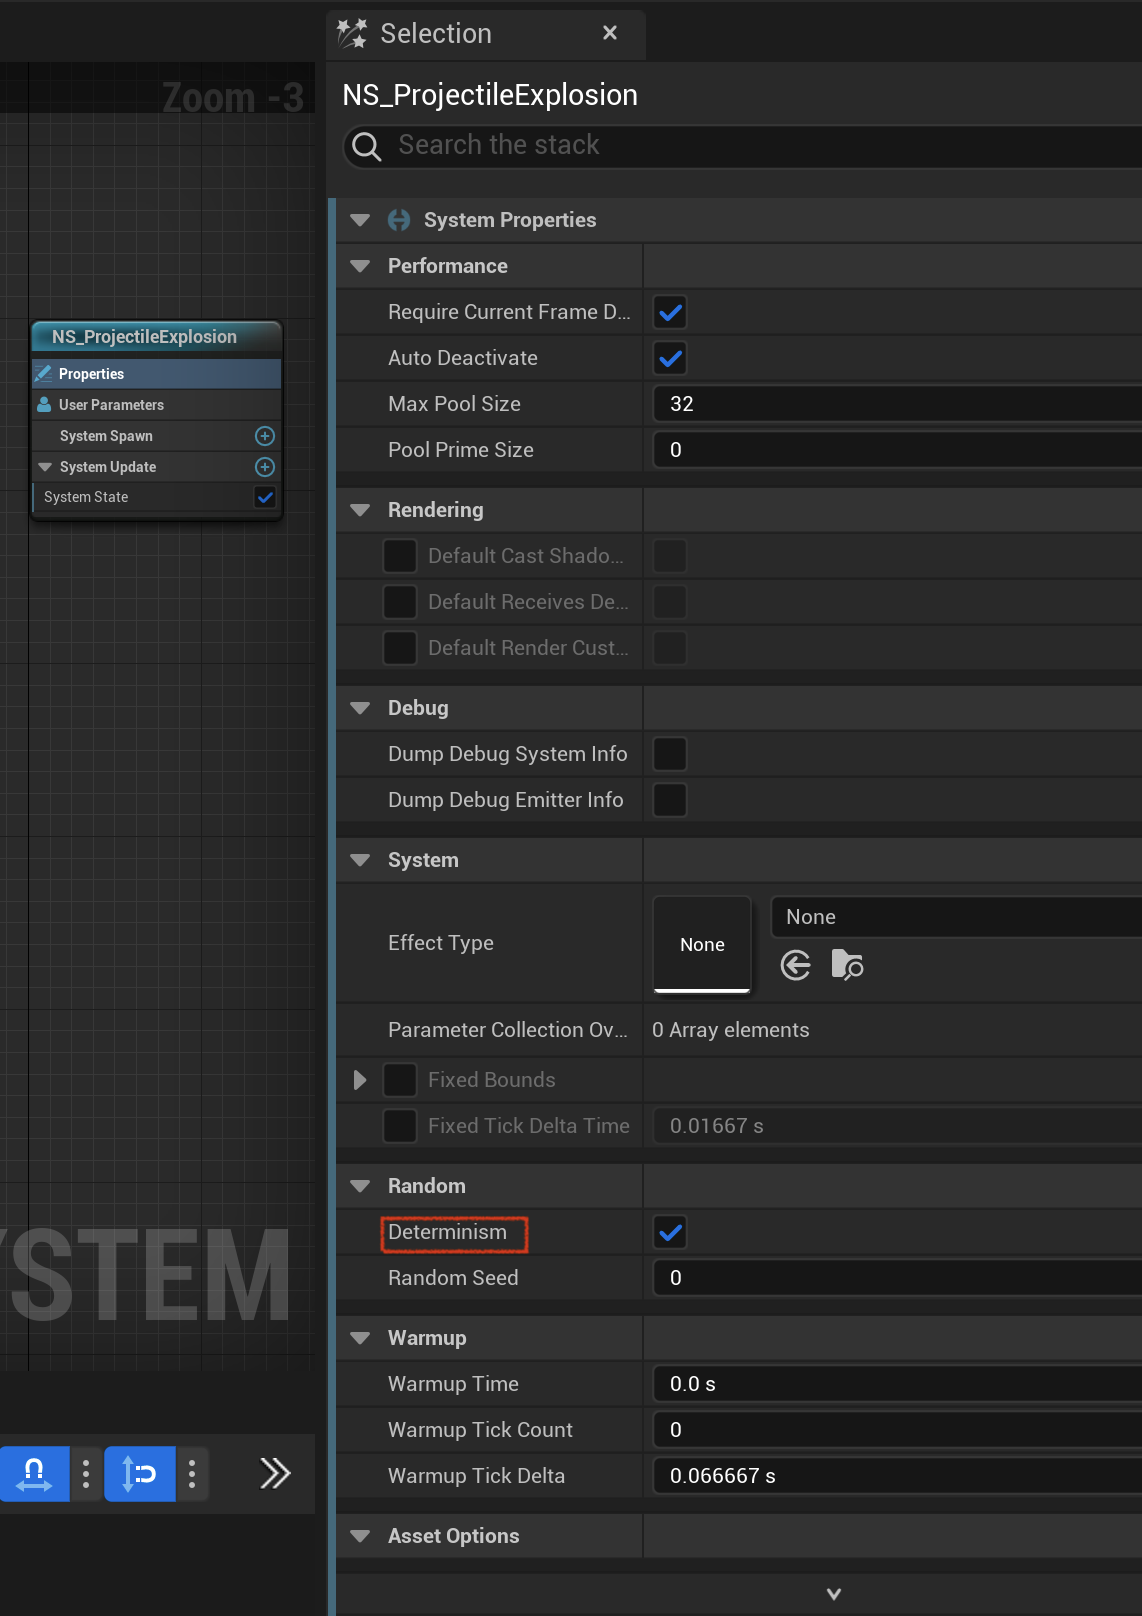 Selection
Zoom -3
NS_ProjectileExplosion
Search the stack
System Properties
Performance
Require Current Frame D...
Auto Deactivate
Max Pool Size 32
Pool Prime Size 0
Rendering
Default Cast Shado...
Default Receives De...
Default Render Cust...
Debug
Dump Debug System Info
Dump Debug Emitter Info
System
Effect Type None None
Parameter Collection Ov... 0 Array elements
Fixed Bounds
Fixed Tick Delta Time 0.01667 s
Random
Determinism
Random Seed 0
Warmup
Warmup Time 0.0 s
Warmup Tick Count 0
Warmup Tick Delta 0.066667 s
Asset Options
NS_ProjectileExplosion
Properties
User Parameters
System Spawn
System Update
System State
YSTEM